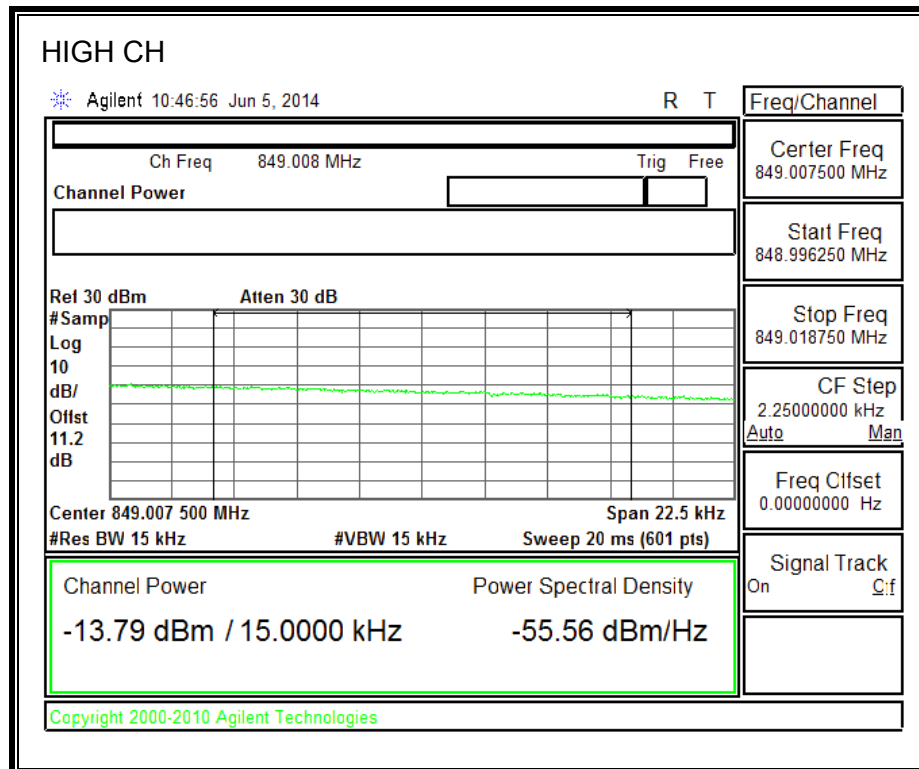 HIGH CH
Agilent 10:46:56 Jun 5, 2014 R T
Freq/Channel
Ch Freq 849.008 MHz Trig Free
Channel Power
Center Freq
849.007500 MHz
Start Freq
848.996250 MHz
Stop Freq
849.018750 MHz
CF Step
2.25000000 kHz
Auto Man
Freq Offset
0.00000000 Hz
Signal Track
On Off
Ref 30 dBm Atten 30 dB
#Samp
Log
10
dB/
Offst
11.2
dB
Center 849.007 500 MHz Span 22.5 kHz
#Res BW 15 kHz #VBW 15 kHz Sweep 20 ms (601 pts)
Channel Power Power Spectral Density
-13.79 dBm / 15.0000 kHz -55.56 dBm/Hz
Copyright 2000-2010 Agilent Technologies